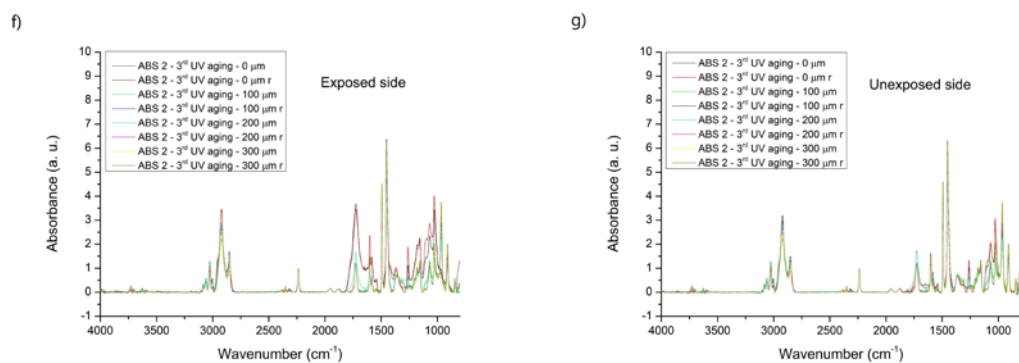 f)
10
9
8
7
6
5
4
3
2
1
0
-1
Absorbance (a. u.)
ABS 2 - 3rd UV aging - 0 μm
ABS 2 - 3rd UV aging - 0 μm r
ABS 2 - 3rd UV aging - 100 μm
ABS 2 - 3rd UV aging - 100 μm r
ABS 2 - 3rd UV aging - 200 μm
ABS 2 - 3rd UV aging - 200 μm r
ABS 2 - 3rd UV aging - 300 μm
ABS 2 - 3rd UV aging - 300 μm r
Exposed side
4000 3500 3000 2500 2000 1500 1000
Wavenumber (cm-1)
g)
10
9
8
7
6
5
4
3
2
1
0
-1
Absorbance (a. u.)
ABS 2 - 3rd UV aging - 0 μm
ABS 2 - 3rd UV aging - 0 μm r
ABS 2 - 3rd UV aging - 100 μm
ABS 2 - 3rd UV aging - 100 μm r
ABS 2 - 3rd UV aging - 200 μm
ABS 2 - 3rd UV aging - 200 μm r
ABS 2 - 3rd UV aging - 300 μm
ABS 2 - 3rd UV aging - 300 μm r
Unexposed side
4000 3500 3000 2500 2000 1500 1000
Wavenumber (cm-1)